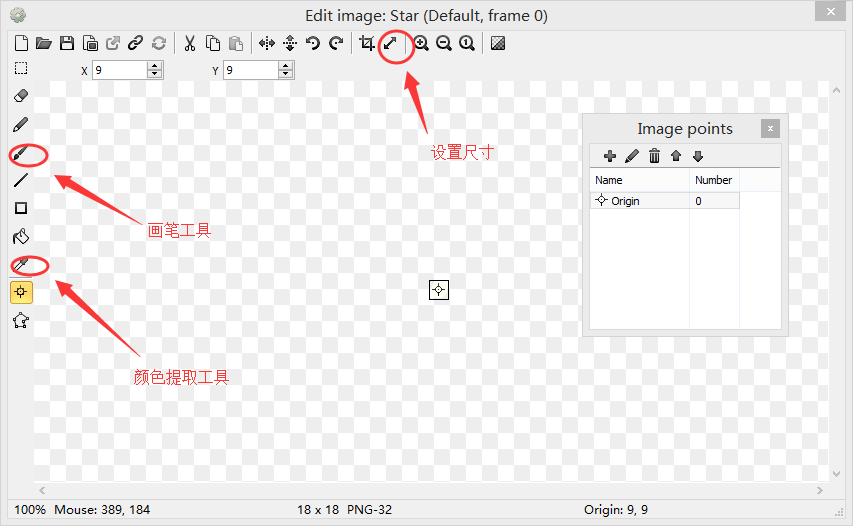 Edit image: Star (Default, frame 0)
X 9 Y 9
设置尺寸
Image points
Name Number
Origin 0
画笔工具
颜色提取工具
100% Mouse: 389, 184 18 x 18 PNG-32 Origin: 9, 9